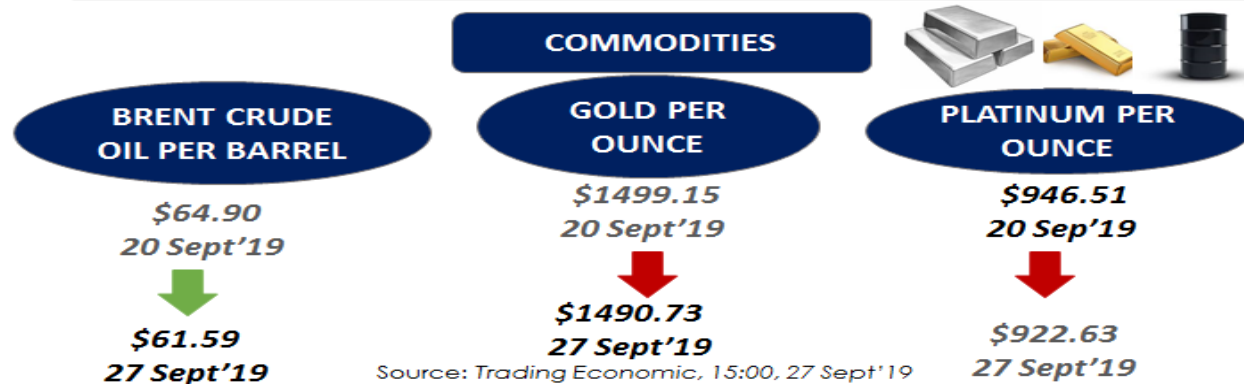 COMMODITIES
BRENT CRUDE
OIL PER BARREL
$64.90
20 Sept’19
$61.59
27 Sept’19
GOLD PER
OUNCE
$1499.15
20 Sept’19
$1490.73
27 Sept’19
PLATINUM PER
OUNCE
$946.51
20 Sep’19
$922.63
27 Sept’19
Source: Trading Economic, 15:00, 27 Sept’19